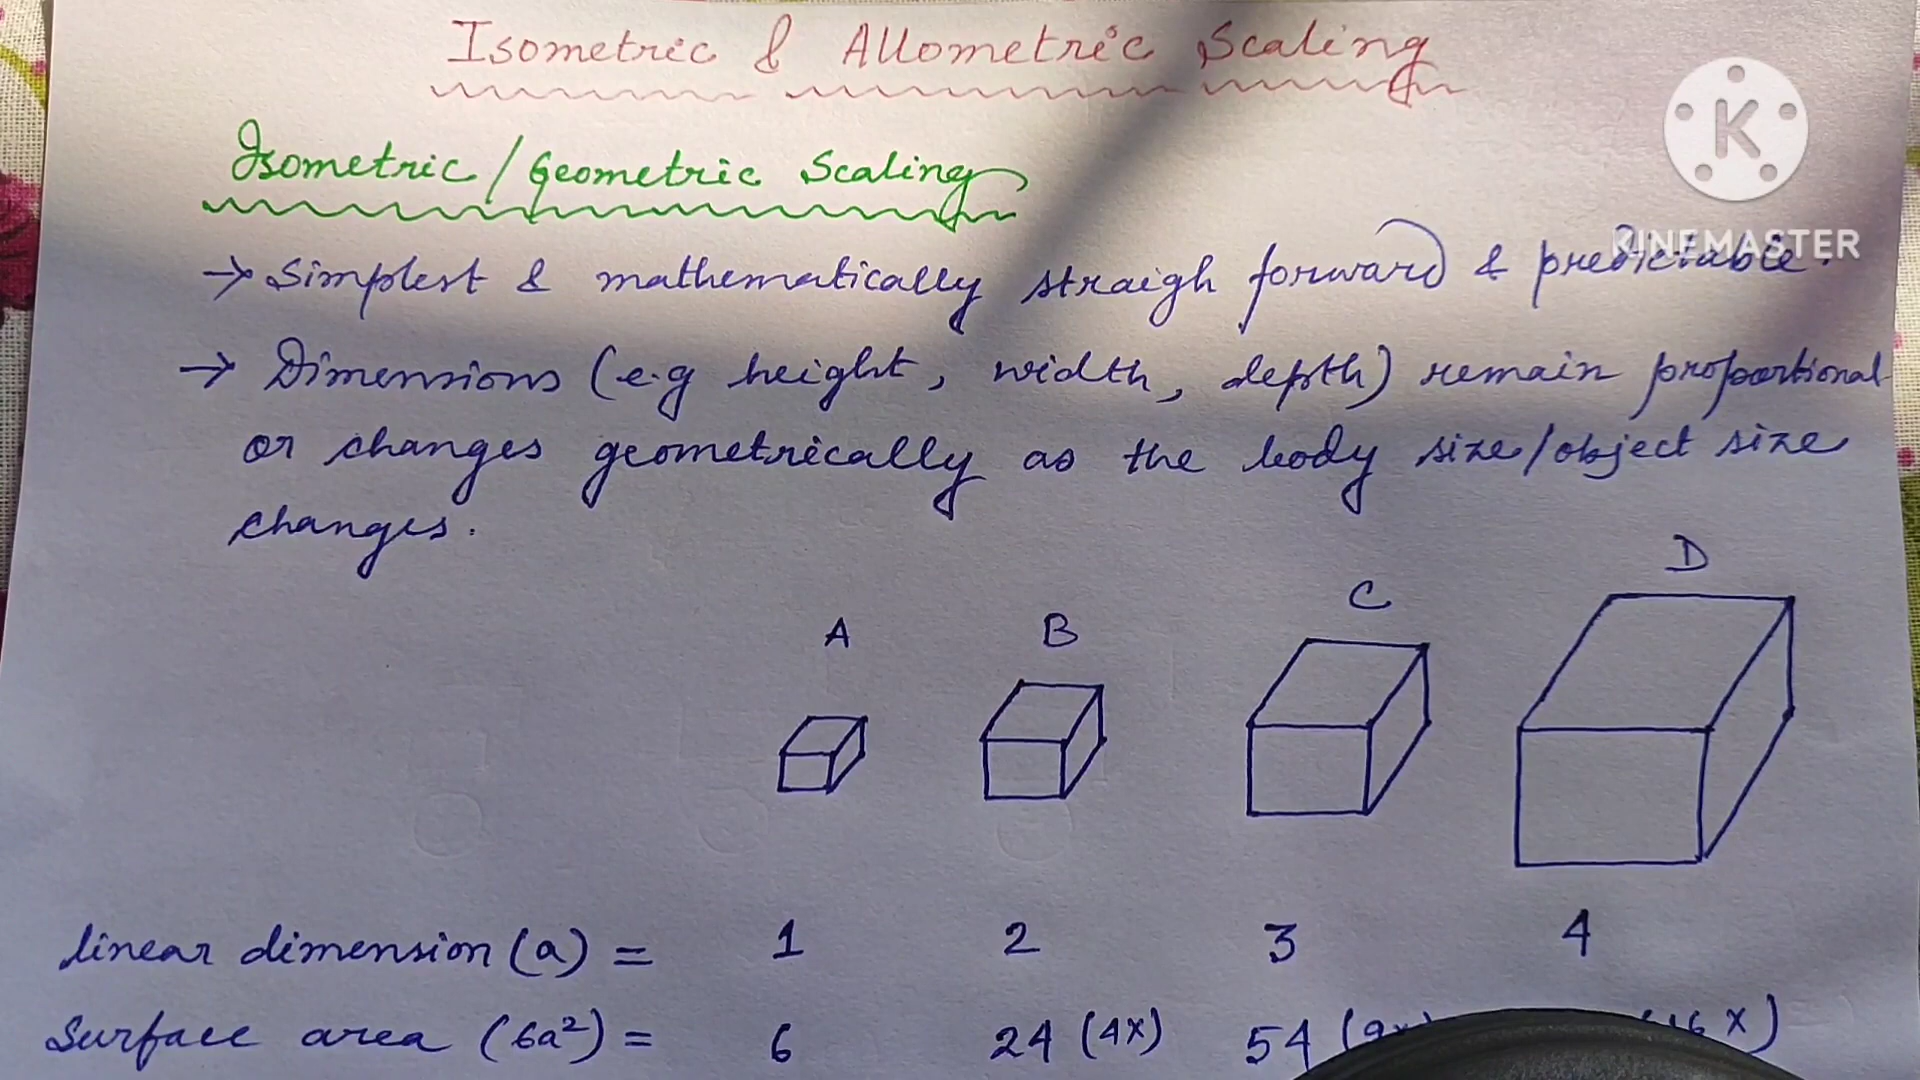 Isometric & Allometric Scaling
K
KINEMASTER
Isometric/Geometric Scaling
→ Simplest & mathematically straigh forward & predictable.
→ Dimensions (e.g height, width, depth) remain proportional
or changes geometrically as the body size/object size
changes.
A B C D
linear dimension (a) = 1 2 3 4
Surface area (6a²) = 6 24 (4x) 54 (9x) 16 x)